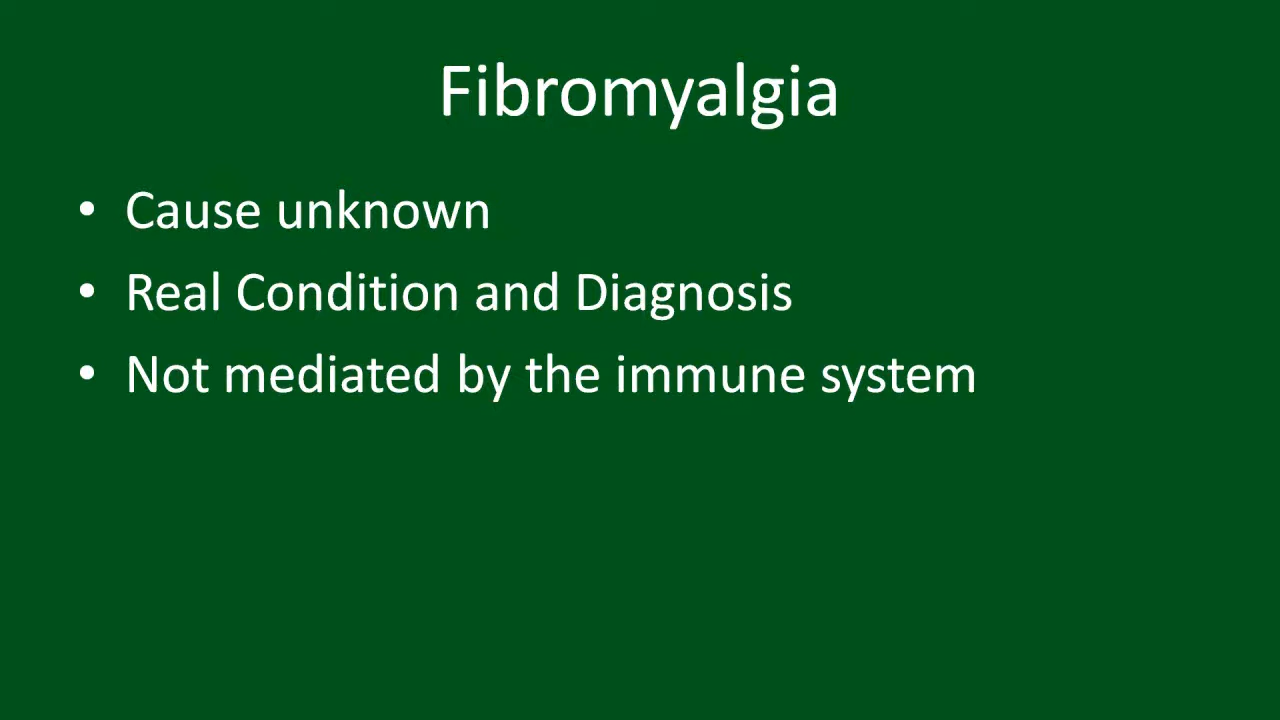 Fibromyalgia
• Cause unknown
• Real Condition and Diagnosis
• Not mediated by the immune system